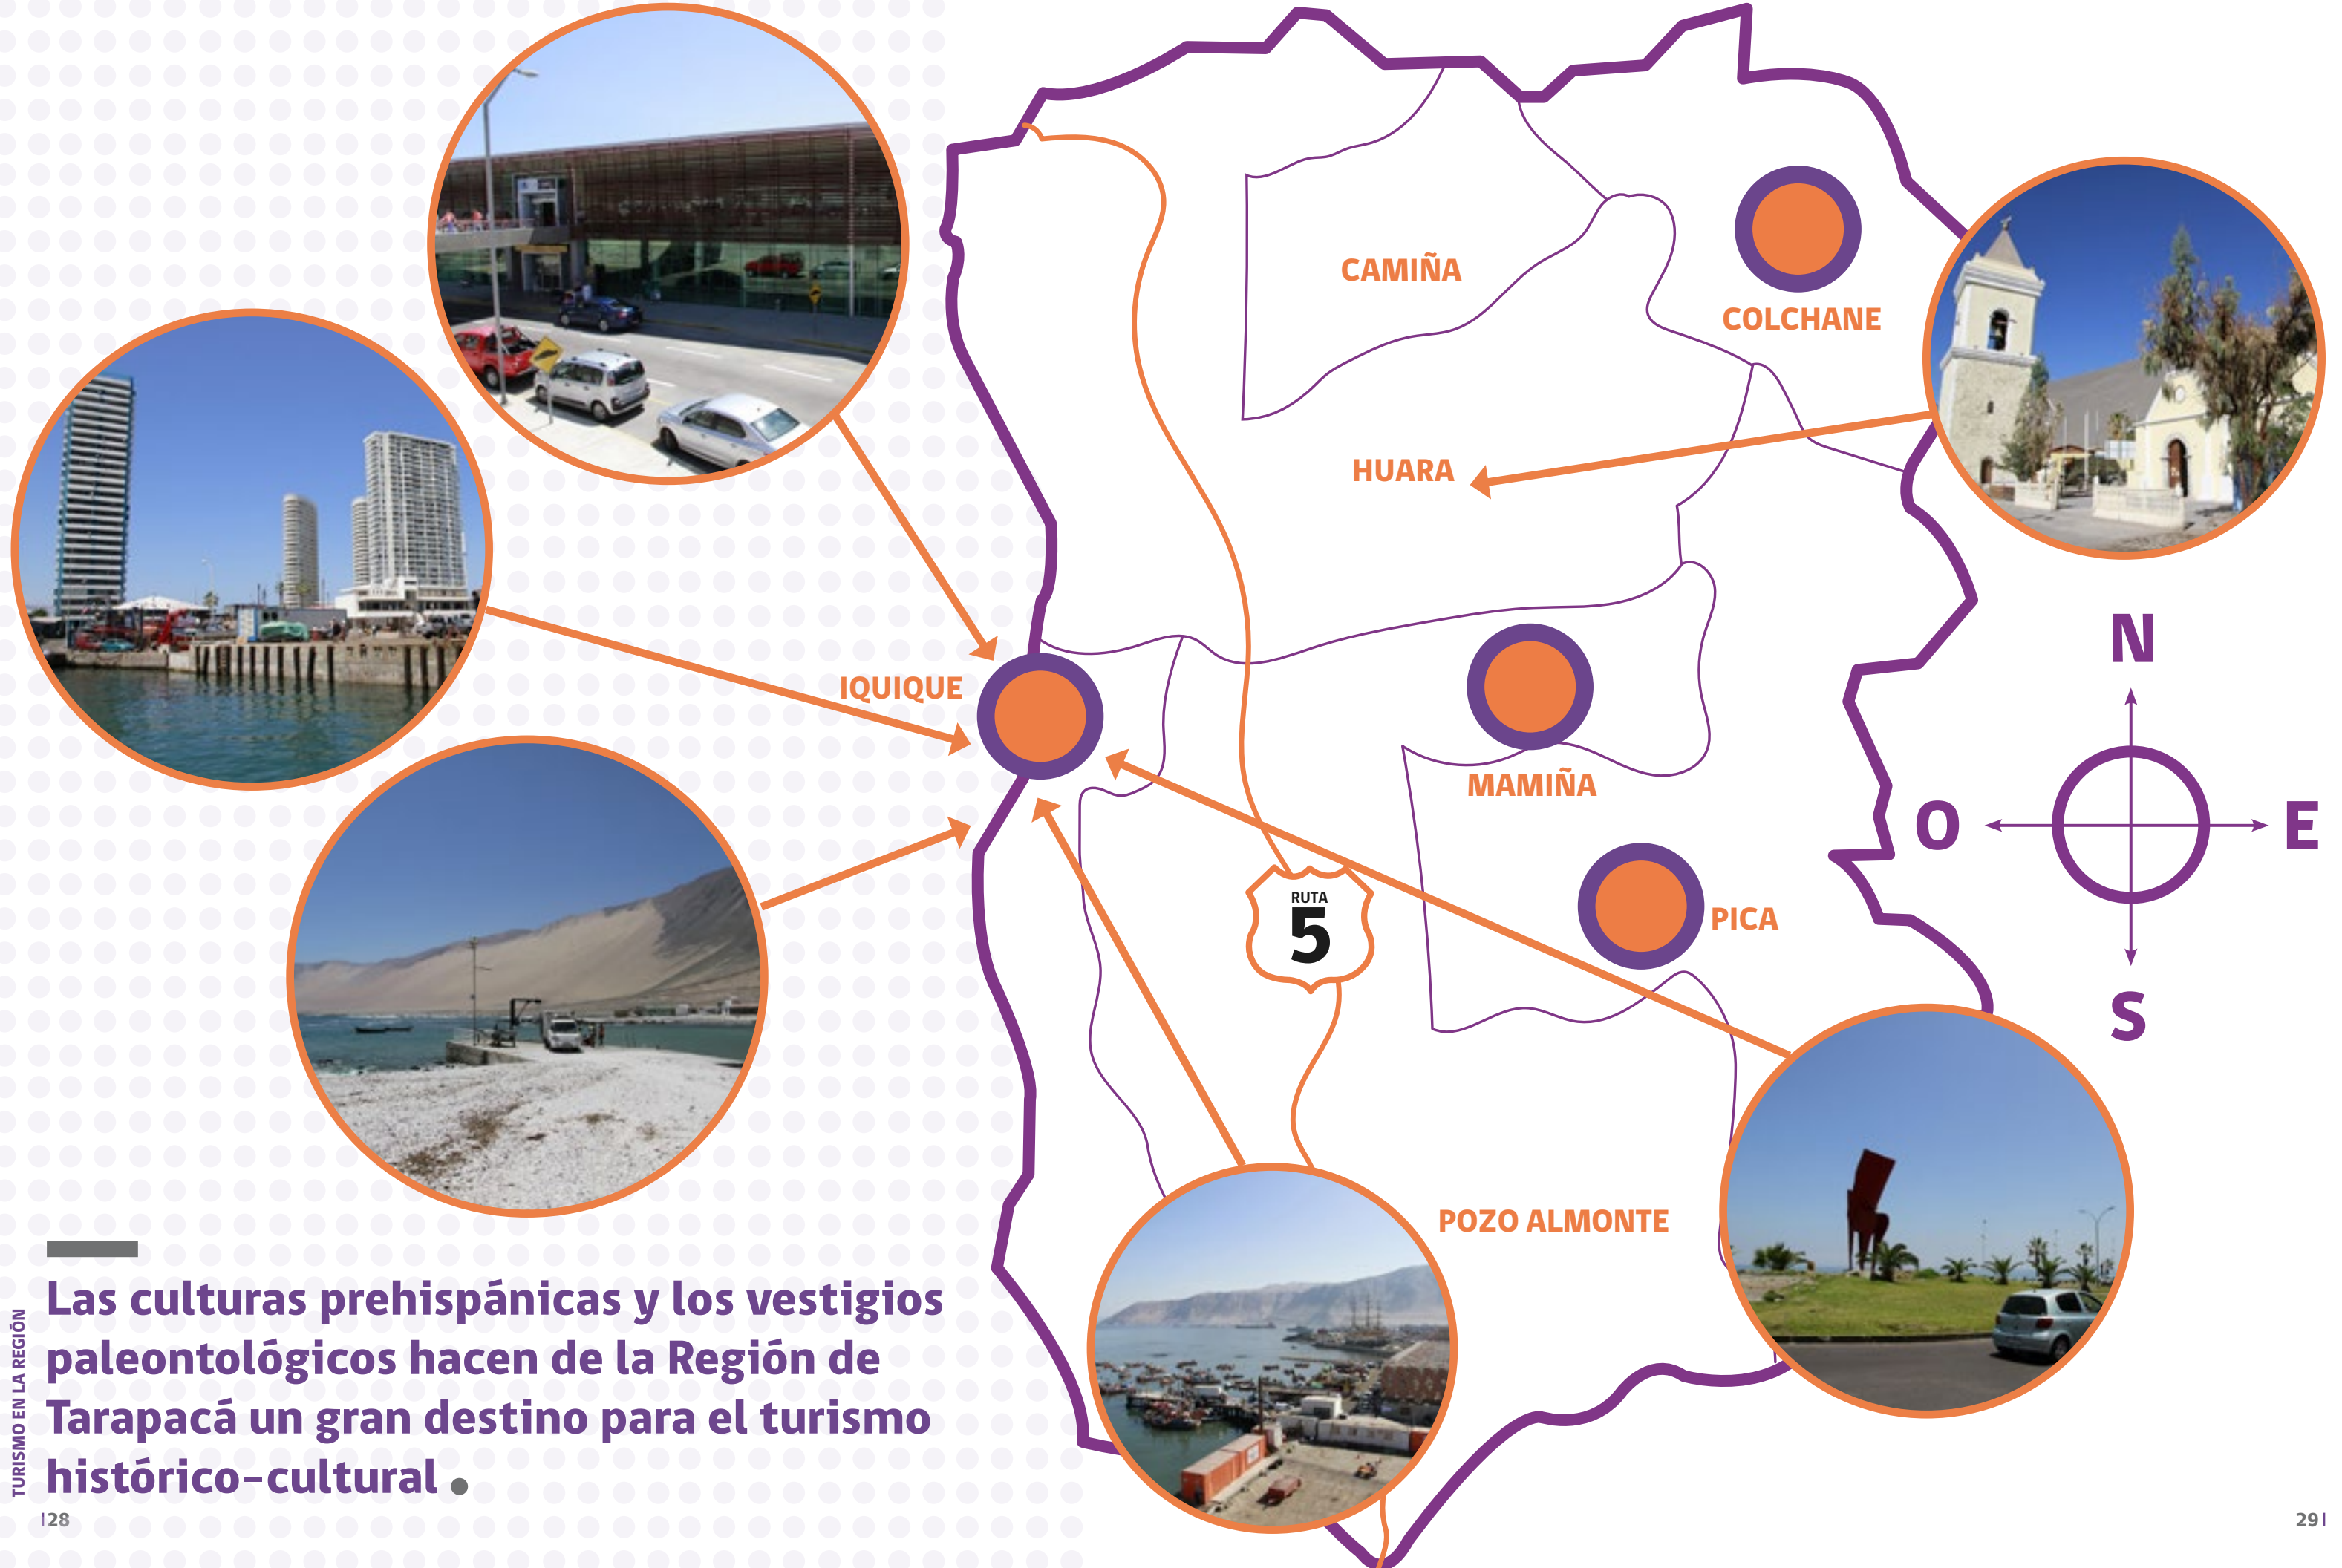 CAMIÑA
COLCHANE
HUARA
N
IQUIQUE
MAMIÑA
O
E
RUTA
5
PICA
S
POZO ALMONTE
Las culturas prehispánicas y los vestigios
paleontológicos hacen de la Región de
Tarapacá un gran destino para el turismo
histórico-cultural
TURISMO EN LA REGIÓN
|28
29|